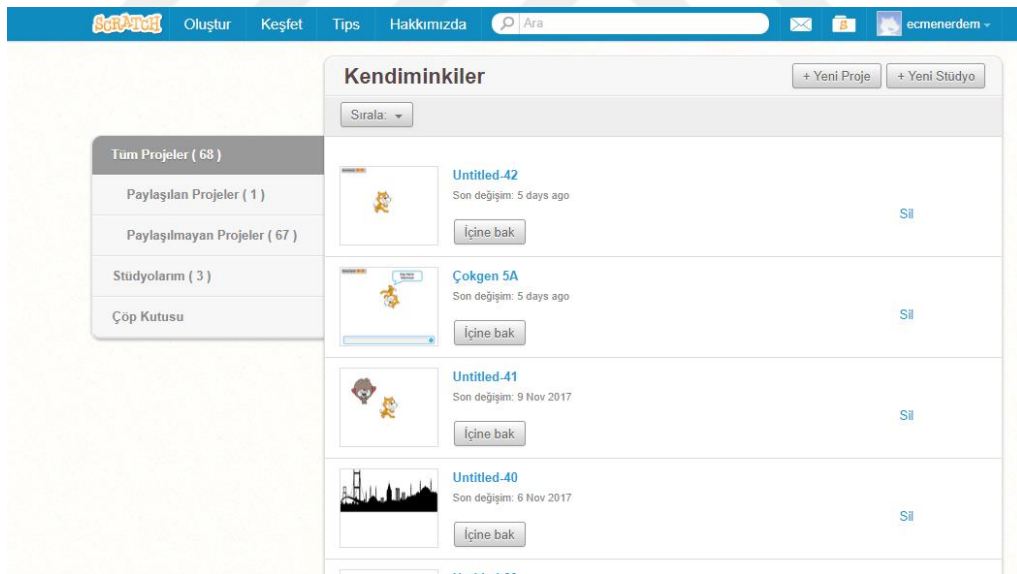 SCRATCH Oluştur Keşfet Tips Hakkımızda Ara ecmenerdem
Kendiminkiler + Yeni Proje + Yeni Stüdyo
Sırala:
Tüm Projeler ( 68 )
Paylaşılan Projeler ( 1 )
Paylaşılmayan Projeler ( 67 )
Stüdyolarım ( 3 )
Çöp Kutusu
Untitled-42
Son değişim: 5 days ago
Sil
İçine bak
Çokgen 5A
Son değişim: 5 days ago
Sil
İçine bak
Untitled-41
Son değişim: 9 Nov 2017
Sil
İçine bak
Untitled-40
Son değişim: 6 Nov 2017
Sil
İçine bak